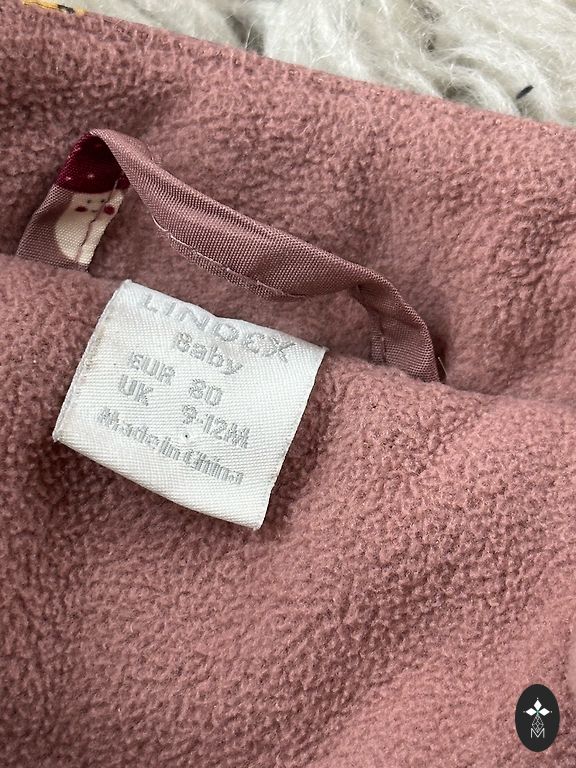 LINDEX
Baby
EUR 80
UK 9-12M
Made in China
M